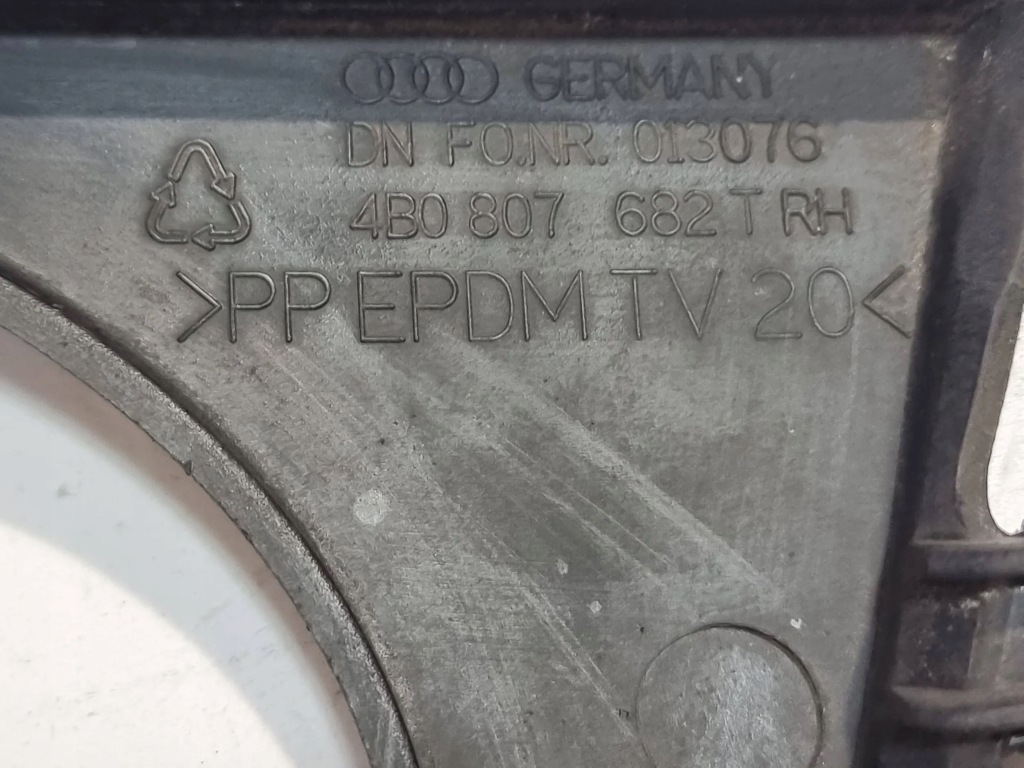 GERMANY
DN FO.NR. 013076
4B0 807 682 T RH
>PP EPDM TV 20<